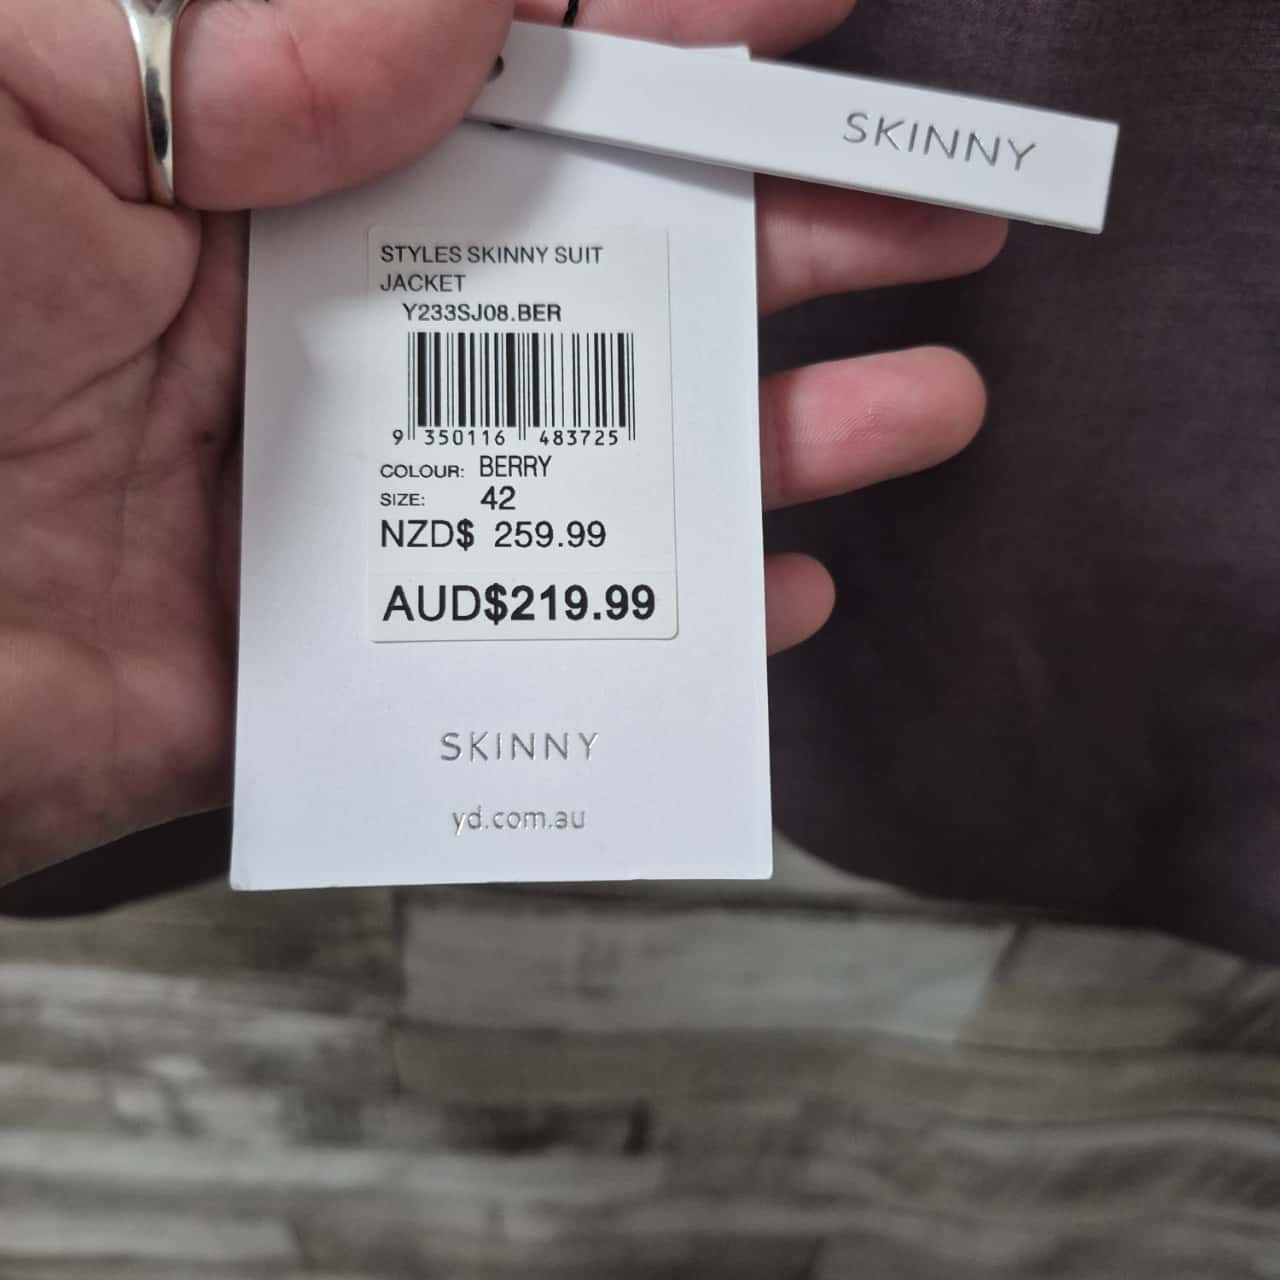 SKINNY
STYLES SKINNY SUIT
JACKET
Y233SJ08.BER
9 350116 483725
COLOUR: BERRY
SIZE: 42
NZD$ 259.99
AUD$219.99
SKINNY
yd.com.au